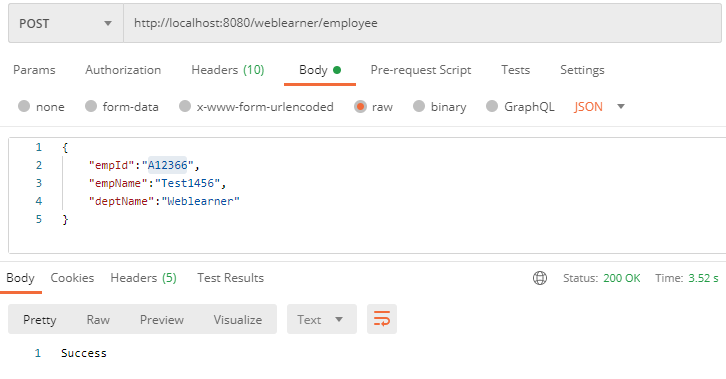 POST http://localhost:8080/weblearner/employee
Params Authorization Headers (10) Body Pre-request Script Tests Settings
none form-data x-www-form-urlencoded raw binary GraphQL JSON
1 {
2 "empId":"A12366",
3 "empName":"Test1456",
4 "deptName":"Weblearner"
5 }
Body Cookies Headers (5) Test Results Status: 200 OK Time: 3.52 s
Pretty Raw Preview Visualize Text
1 Success